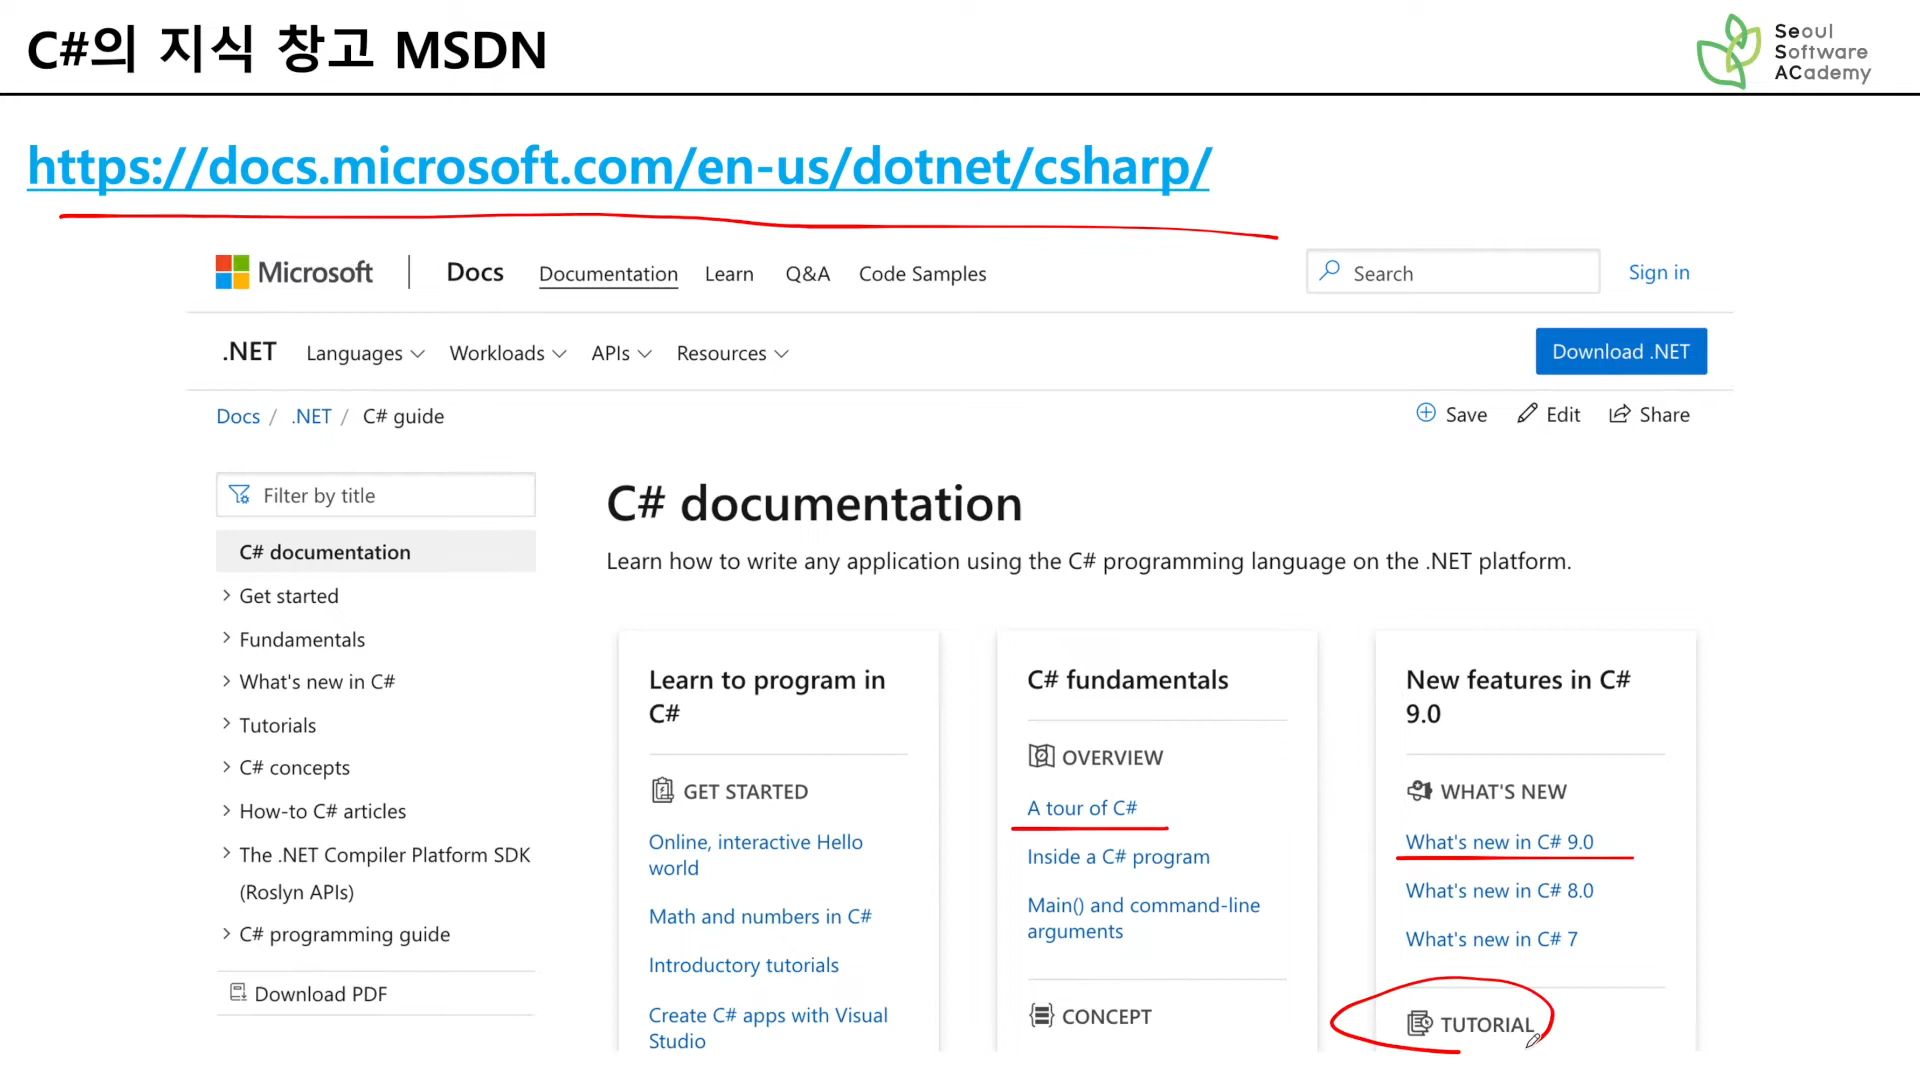 C#의 지식 창고 MSDN
Seoul
Software
ACademy
https://docs.microsoft.com/en-us/dotnet/csharp/
Microsoft Docs Documentation Learn Q&A Code Samples Search Sign in
.NET Languages Workloads APIs Resources Download .NET
Docs / .NET / C# guide Save Edit Share
Filter by title
C# documentation
Get started
Fundamentals
What's new in C#
Tutorials
C# concepts
How-to C# articles
The .NET Compiler Platform SDK
(Roslyn APIs)
C# programming guide
Download PDF
C# documentation
Learn how to write any application using the C# programming language on the .NET platform.
Learn to program in
C#
GET STARTED
Online, interactive Hello
world
Math and numbers in C#
Introductory tutorials
Create C# apps with Visual
Studio
C# fundamentals
OVERVIEW
A tour of C#
Inside a C# program
Main() and command-line
arguments
CONCEPT
New features in C#
9.0
WHAT'S NEW
What's new in C# 9.0
What's new in C# 8.0
What's new in C# 7
TUTORIAL